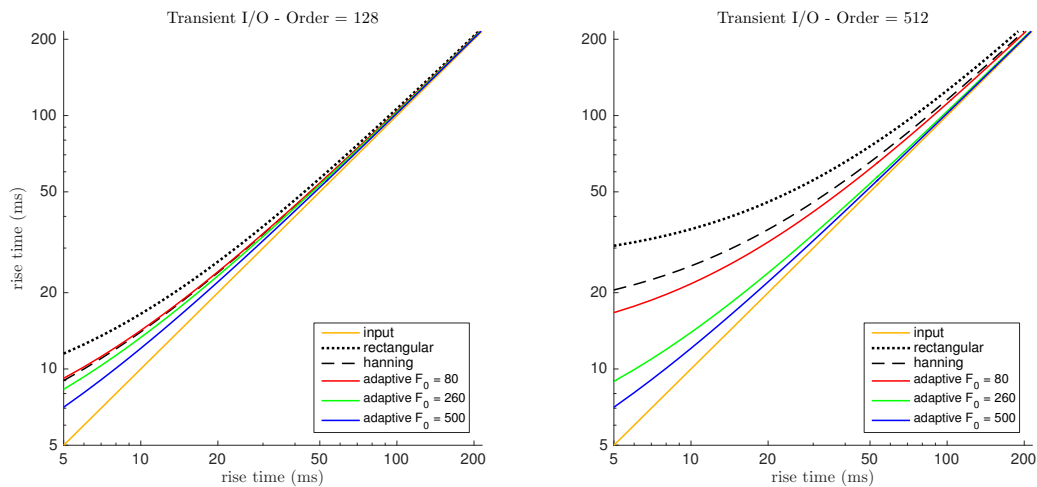 Transient I/O - Order = 128
200
100
50
20
10
5
rise time (ms)
5
10
20
50
100
200
rise time (ms)
input
rectangular
hanning
adaptive F0 = 80
adaptive F0 = 260
adaptive F0 = 500
Transient I/O - Order = 512
200
100
50
20
10
5
5
10
20
50
100
200
rise time (ms)
input
rectangular
hanning
adaptive F0 = 80
adaptive F0 = 260
adaptive F0 = 500